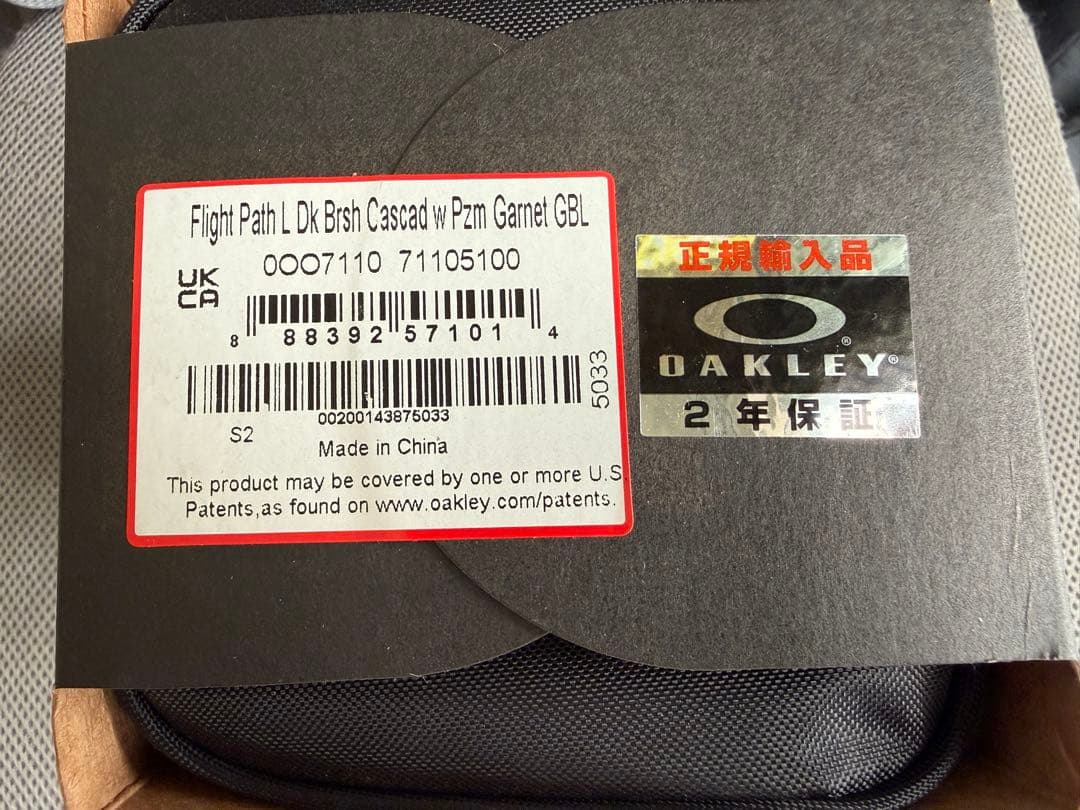 Flight Path L Dk Brsh Cascad w Pzm Garnet GBL
0OO7110 71105100
UK
CA
8 88392 57101 4
5033
00200143875033
S2
Made in China
This product may be covered by one or more U.S.
Patents,as found on www.oakley.com/patents.
正規輸入品
®
OAKLEY®
2年保証